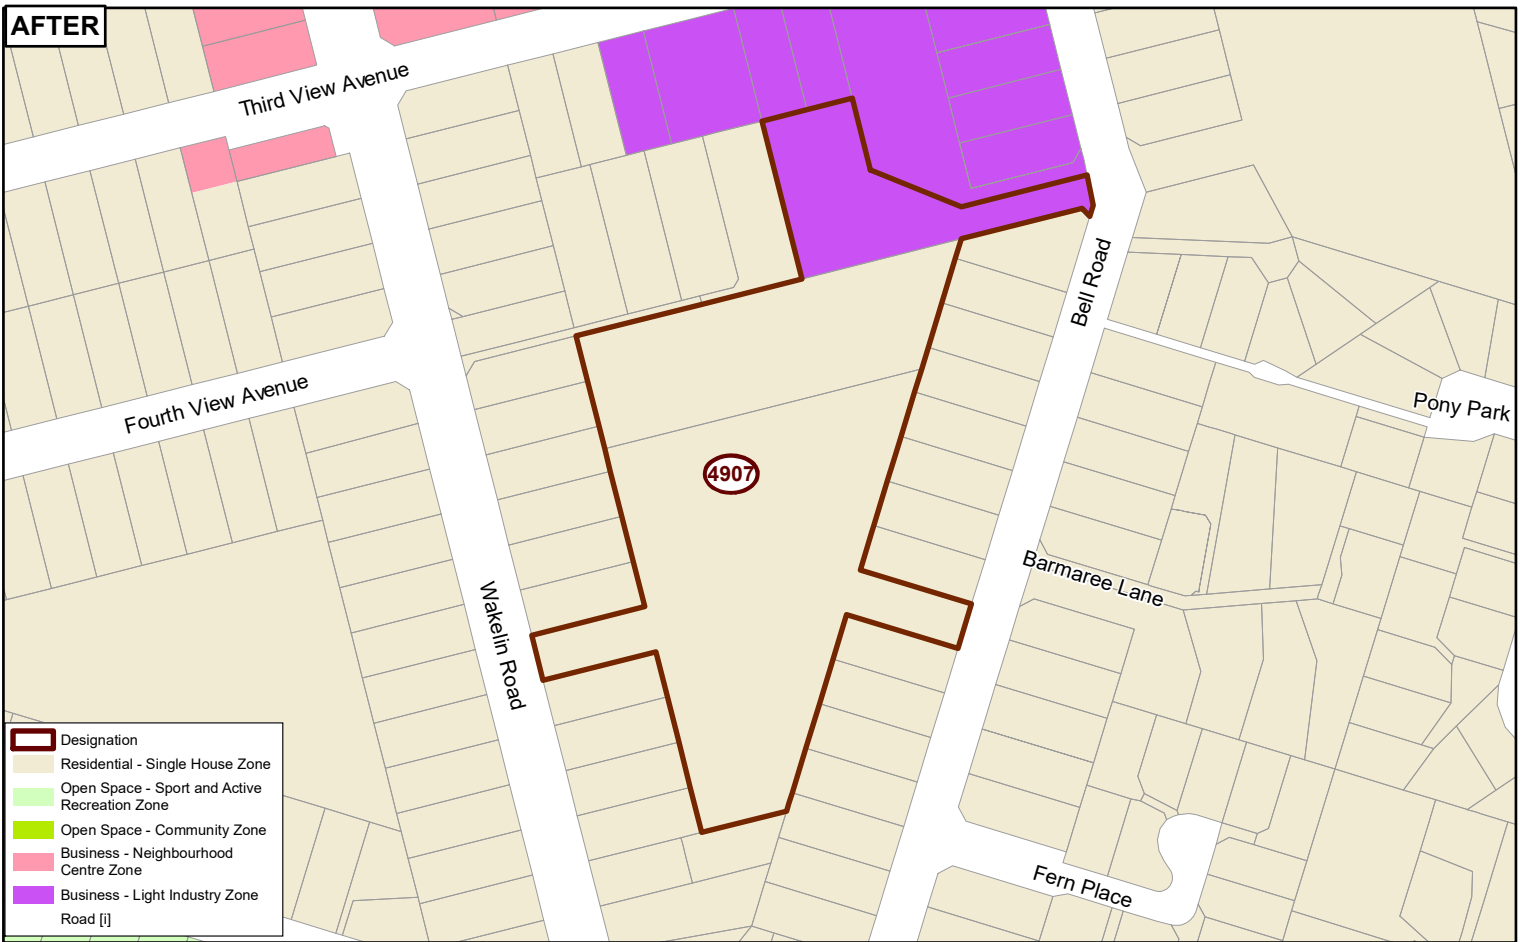 AFTER
Third View Avenue
Bell Road
Fourth View Avenue
Pony Park
4907
Barmaree Lane
Wakelin Road
Fern Place
Designation
Residential - Single House Zone
Open Space - Sport and Active
Recreation Zone
Open Space - Community Zone
Business - Neighbourhood
Centre Zone
Business - Light Industry Zone
Road [i]